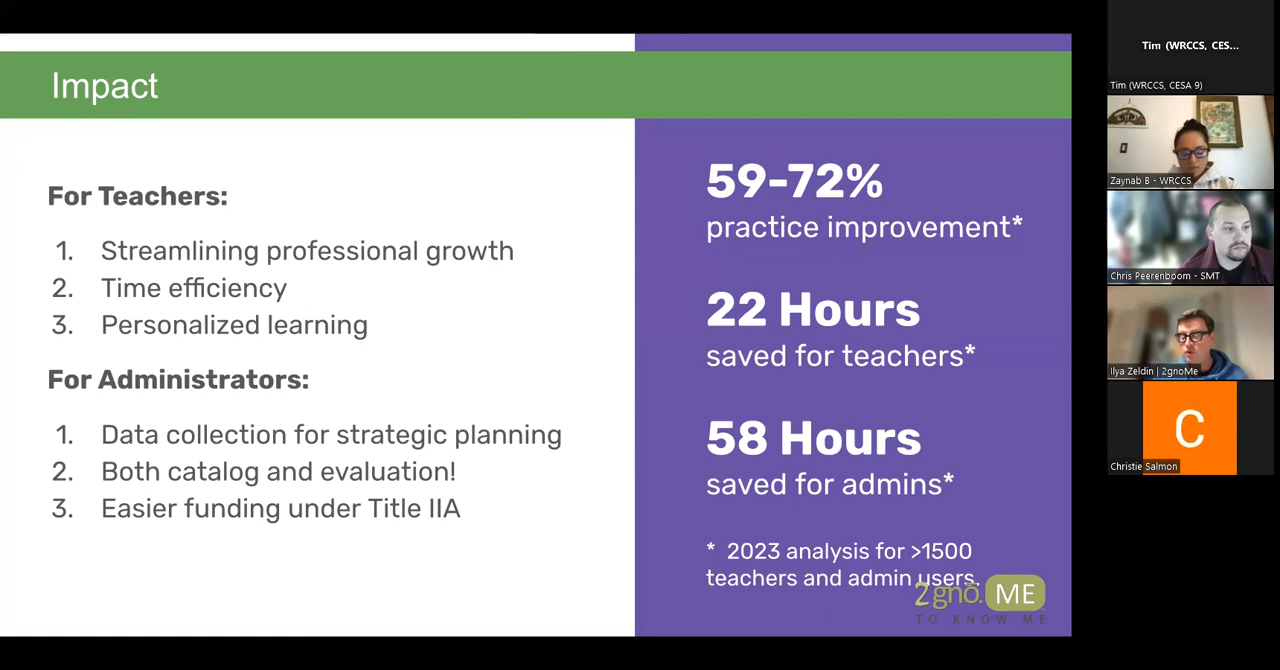 Impact
For Teachers:
1. Streamlining professional growth
2. Time efficiency
3. Personalized learning
For Administrators:
1. Data collection for strategic planning
2. Both catalog and evaluation!
3. Easier funding under Title IIA
59-72%
practice improvement*
22 Hours
saved for teachers*
58 Hours
saved for admins*
* 2023 analysis for >1500
teachers and admin users.
2gnō.ME
TO KNOW ME
Tim (WRCCS, CES...
Tim (WRCCS, CESA 9)
Zaynab B - WRCCS
Chris Peerenboom - SMT
Ilya Zeldin | 2gnoMe
C
Christie Salmon